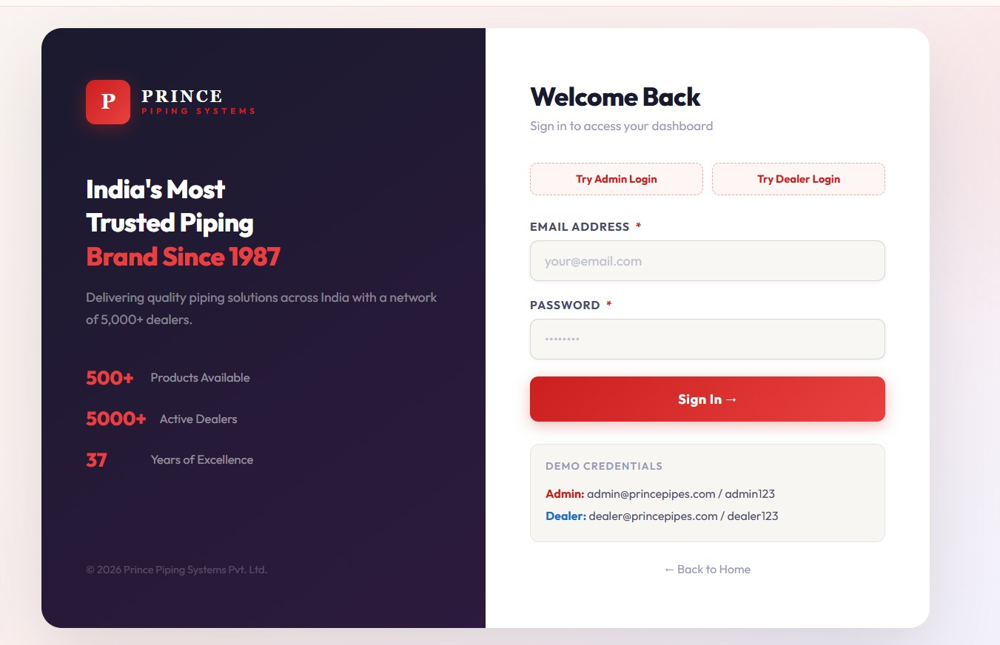 P
PRINCE
PIPING SYSTEMS
India's Most
Trusted Piping
Brand Since 1987
Delivering quality piping solutions across India with a network
of 5,000+ dealers.
500+ Products Available
5000+ Active Dealers
37 Years of Excellence
© 2026 Prince Piping Systems Pvt. Ltd.
Welcome Back
Sign in to access your dashboard
Try Admin Login Try Dealer Login
EMAIL ADDRESS *
your@email.com
PASSWORD *
••••••••
Sign In →
DEMO CREDENTIALS
Admin: admin@princepipes.com / admin123
Dealer: dealer@princepipes.com / dealer123
← Back to Home